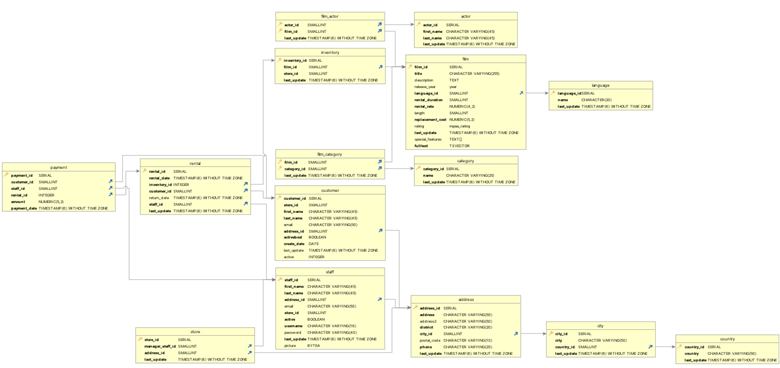 film_actor
actor_id SMALLINT
film_id SMALLINT
last_update TIMESTAMP(6) WITHOUT TIME ZONE
actor
actor_id SERIAL
first_name CHARACTER VARYING(45)
last_name CHARACTER VARYING(45)
last_update TIMESTAMP(6) WITHOUT TIME ZONE
inventory
inventory_id SERIAL
film_id SMALLINT
store_id SMALLINT
last_update TIMESTAMP(6) WITHOUT TIME ZONE
film
film_id SERIAL
title CHARACTER VARYING(255)
description TEXT
release_year year
language_id SMALLINT
rental_duration SMALLINT
rental_rate NUMERIC(4,2)
length SMALLINT
replacement_cost NUMERIC(5,2)
rating mpaa_rating
last_update TIMESTAMP(6) WITHOUT TIME ZONE
special_features TEXT[]
fulltext TSVECTOR
language
language_id SERIAL
name CHARACTER(20)
last_update TIMESTAMP(6) WITHOUT TIME ZONE
film_category
film_id SMALLINT
category_id SMALLINT
last_update TIMESTAMP(6) WITHOUT TIME ZONE
category
category_id SERIAL
name CHARACTER VARYING(25)
last_update TIMESTAMP(6) WITHOUT TIME ZONE
payment
payment_id SERIAL
customer_id SMALLINT
staff_id SMALLINT
rental_id INTEGER
amount NUMERIC(5,2)
payment_date TIMESTAMP(6) WITHOUT TIME ZONE
rental
rental_id SERIAL
rental_date TIMESTAMP(6) WITHOUT TIME ZONE
inventory_id INTEGER
customer_id SMALLINT
return_date TIMESTAMP(6) WITHOUT TIME ZONE
staff_id SMALLINT
last_update TIMESTAMP(6) WITHOUT TIME ZONE
customer
customer_id SERIAL
store_id SMALLINT
first_name CHARACTER VARYING(45)
last_name CHARACTER VARYING(45)
email CHARACTER VARYING(50)
address_id SMALLINT
activebool BOOLEAN
create_date DATE
last_update TIMESTAMP(6) WITHOUT TIME ZONE
active INTEGER
staff
staff_id SERIAL
first_name CHARACTER VARYING(45)
last_name CHARACTER VARYING(45)
address_id SMALLINT
email CHARACTER VARYING(50)
store_id SMALLINT
active BOOLEAN
username CHARACTER VARYING(16)
password CHARACTER VARYING(40)
last_update TIMESTAMP(6) WITHOUT TIME ZONE
picture BYTEA
store
store_id SERIAL
manager_staff_id SMALLINT
address_id SMALLINT
last_update TIMESTAMP(6) WITHOUT TIME ZONE
address
address_id SERIAL
address CHARACTER VARYING(50)
address2 CHARACTER VARYING(50)
district CHARACTER VARYING(20)
city_id SMALLINT
postal_code CHARACTER VARYING(10)
phone CHARACTER VARYING(20)
last_update TIMESTAMP(6) WITHOUT TIME ZONE
city
city_id SERIAL
city CHARACTER VARYING(50)
country_id SMALLINT
last_update TIMESTAMP(6) WITHOUT TIME ZONE
country
country_id SERIAL
country CHARACTER VARYING(50)
last_update TIMESTAMP(6) WITHOUT TIME ZONE